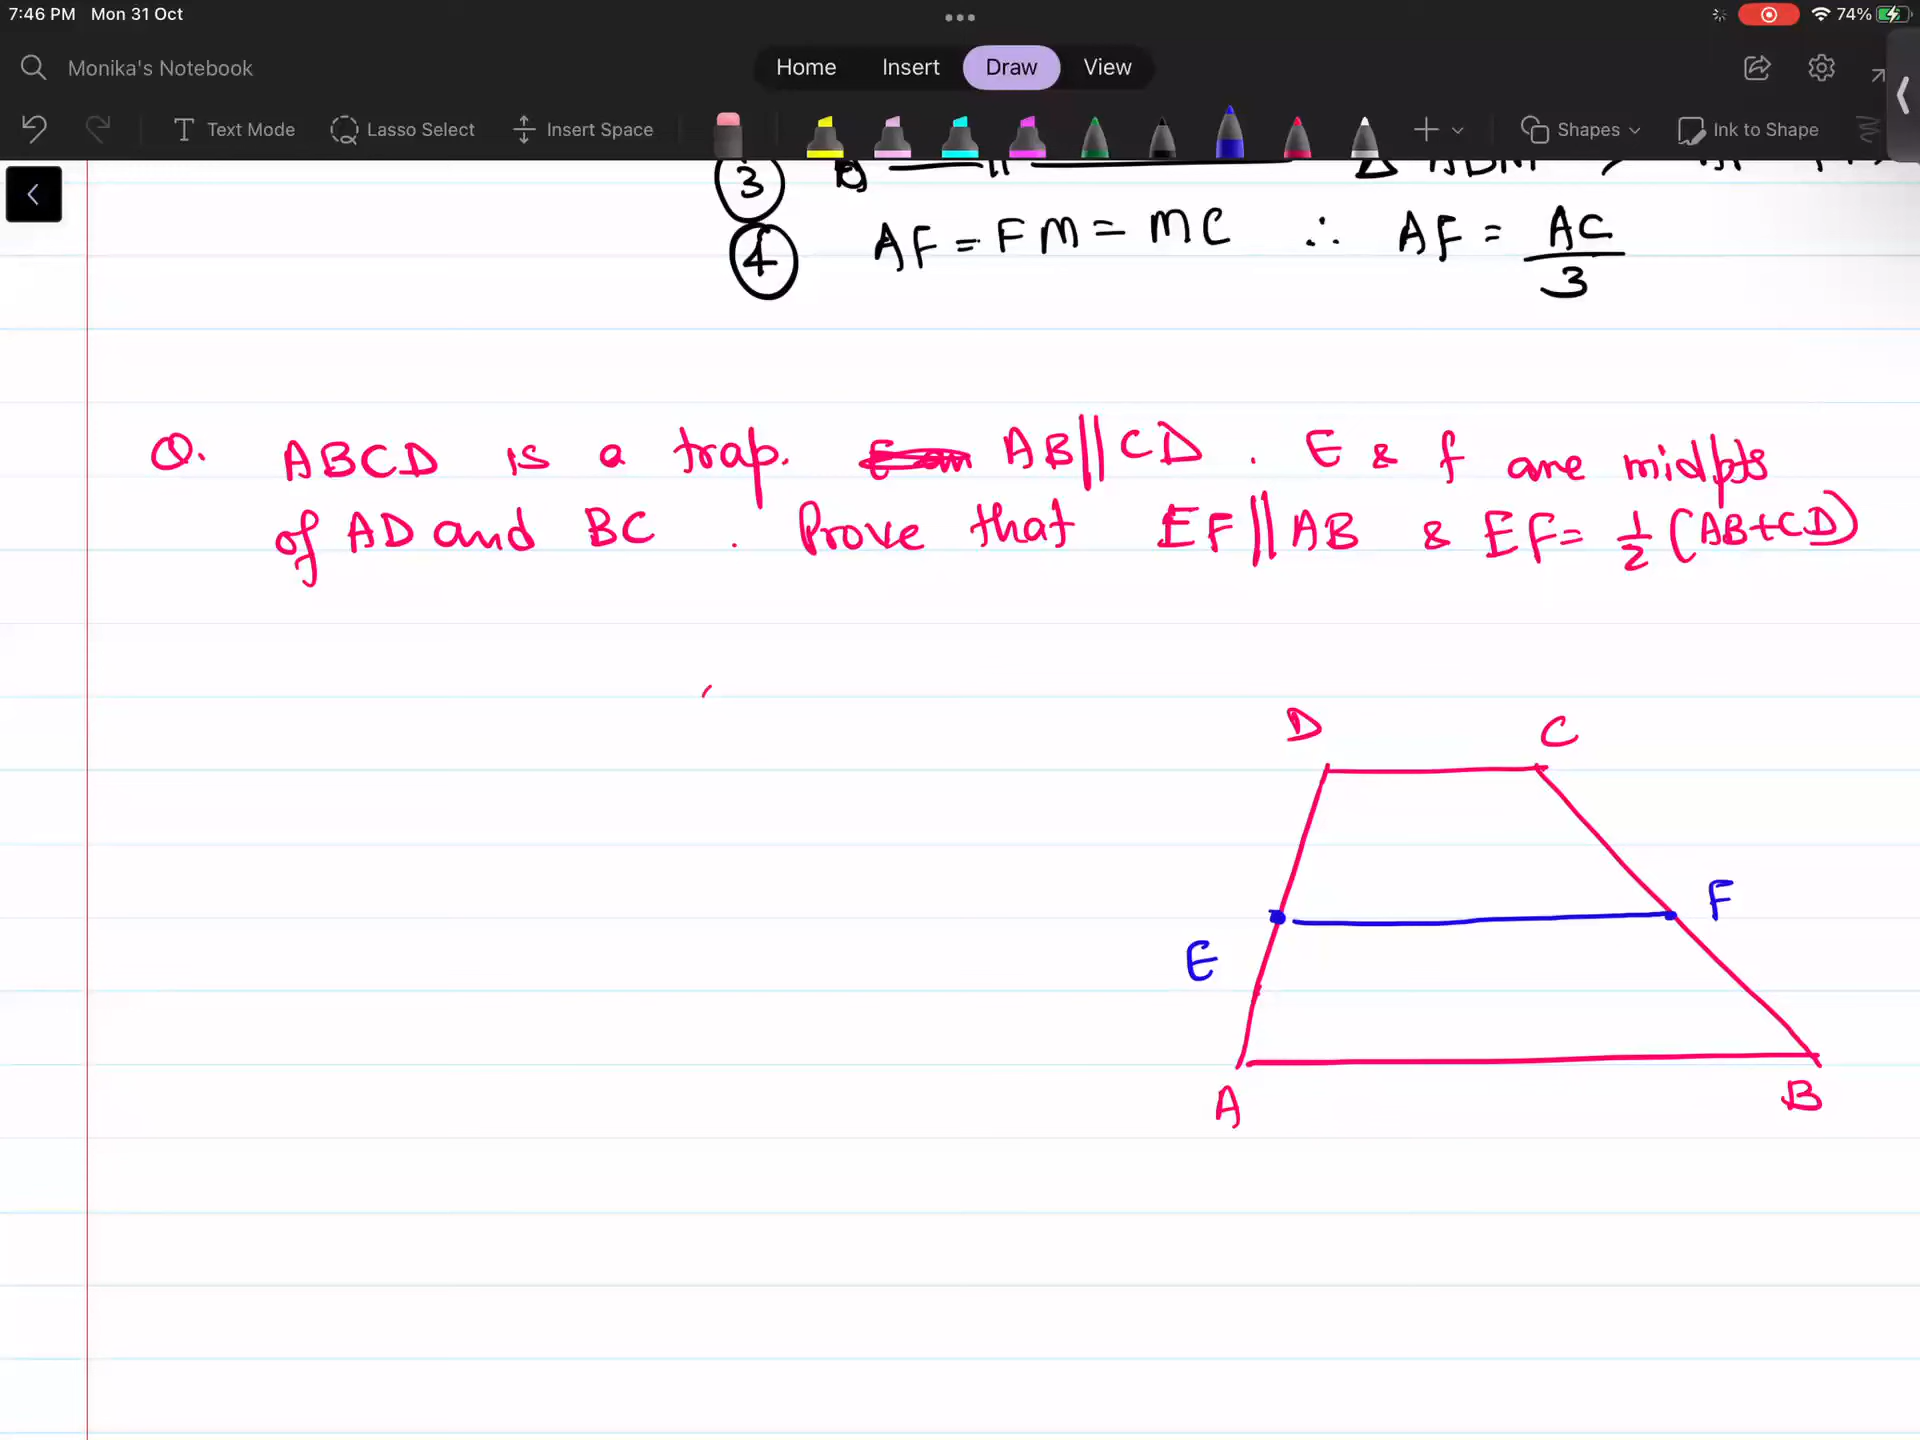 7:46 PM Mon 31 Oct
74%
Monika's Notebook
Home Insert Draw View
Text Mode Lasso Select Insert Space Shapes Ink to Shape
3
4 AF = FM = MC ∴ AF = AC/3
Q. ABCD is a trap. AB||CD. E & f are midpts
of AD and BC. Prove that EF||AB & EF= 1/2 (AB+CD)
D C
F
E
A B